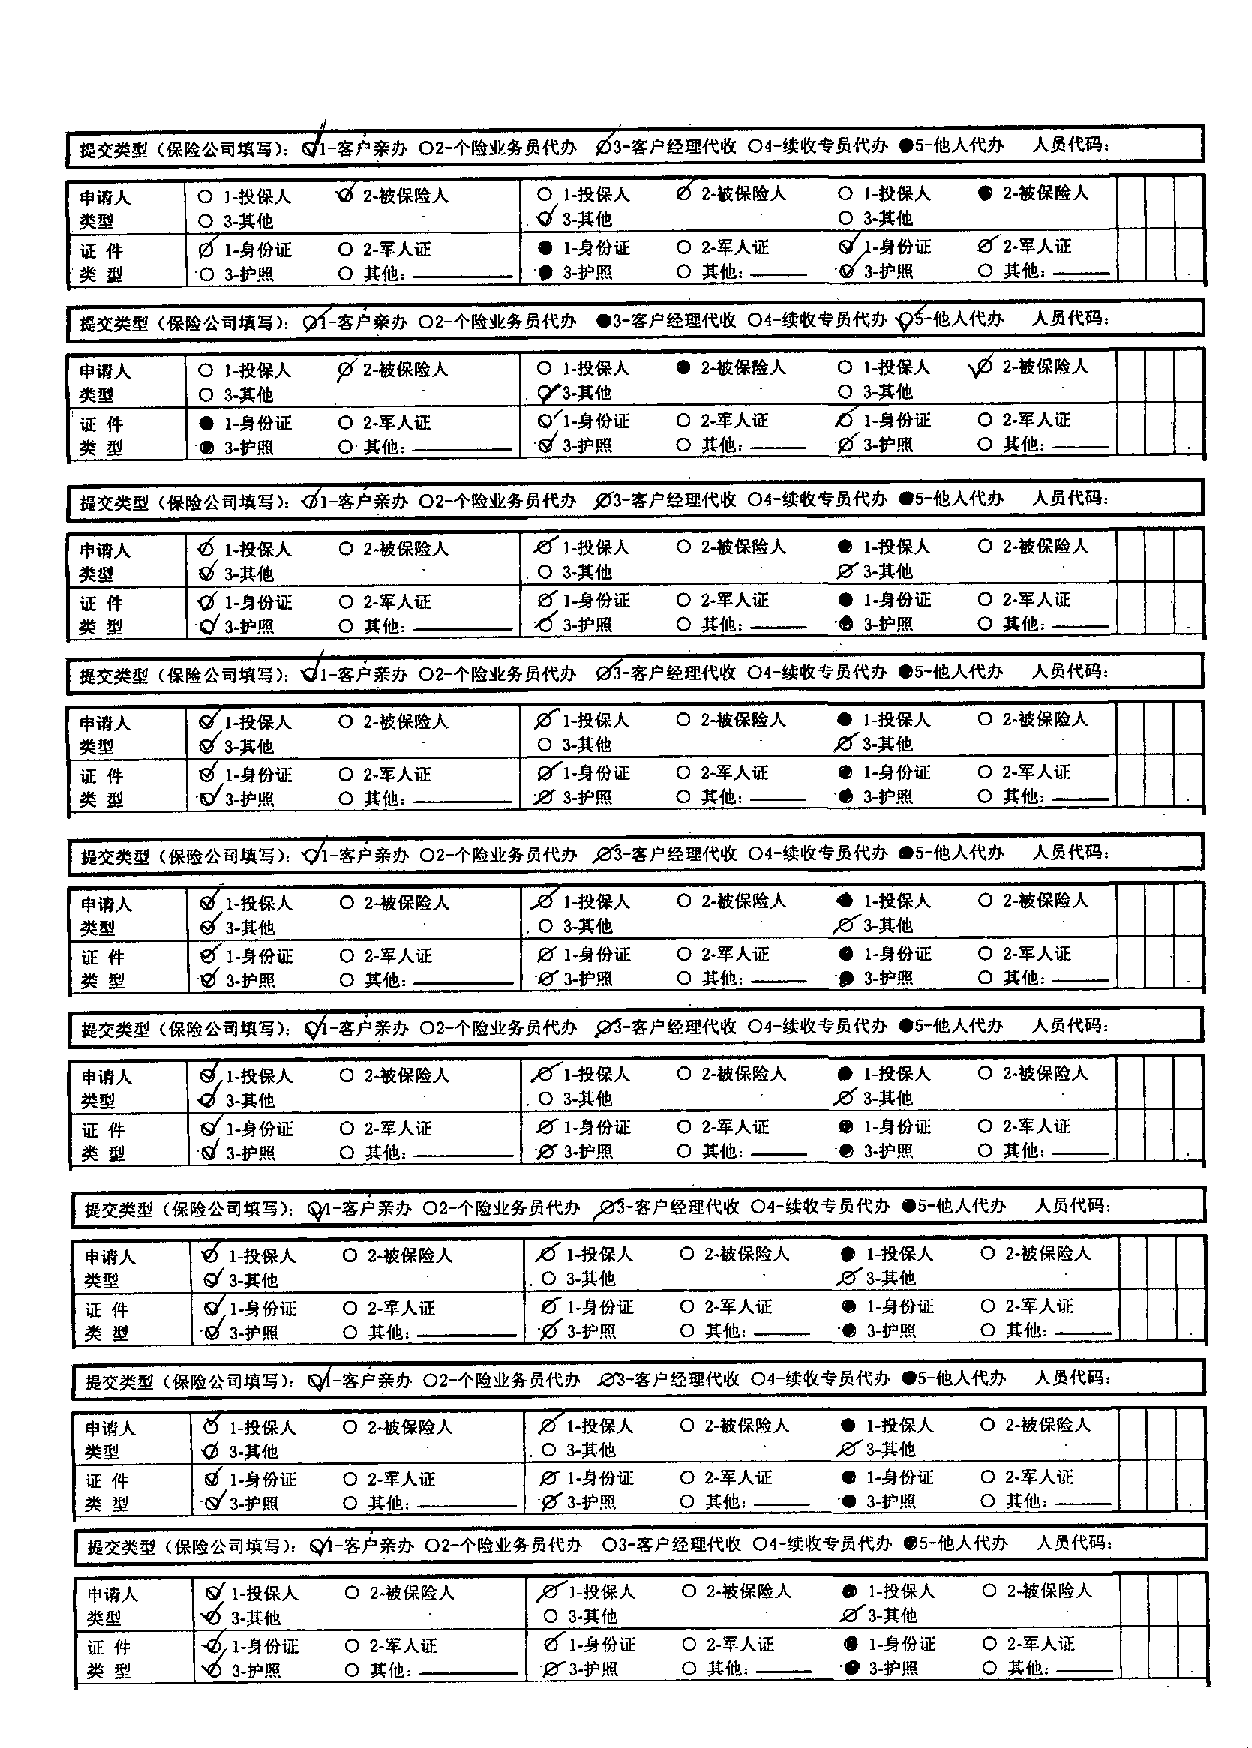 提交类型（保险公司填写）：○1-客户亲办 ○2-个险业务员代办 ○3-客户经理代收 ○4-续收专员代办 ●5-他人代办 人员代码：
申请人 ○ 1-投保人 ○ 2-被保险人 ○ 1-投保人 ○ 2-被保险人 ○ 1-投保人 ● 2-被保险人
类型 ○ 3-其他 ○ 3-其他 ○ 3-其他
证 件 ○ 1-身份证 ○ 2-军人证 ● 1-身份证 ○ 2-军人证 ○ 1-身份证 ○ 2-军人证
类 型 ○ 3-护照 ○ 其他：______ ● 3-护照 ○ 其他：____ ○ 3-护照 ○ 其他：____
提交类型（保险公司填写）：○1-客户亲办 ○2-个险业务员代办 ●3-客户经理代收 ○4-续收专员代办 ○5-他人代办 人员代码：
申请人 ○ 1-投保人 ○ 2-被保险人 ○ 1-投保人 ● 2-被保险人 ○ 1-投保人 ○ 2-被保险人
类型 ○ 3-其他 ○ 3-其他 ○ 3-其他
证 件 ● 1-身份证 ○ 2-军人证 ○ 1-身份证 ○ 2-军人证 ○ 1-身份证 ○ 2-军人证
类 型 ● 3-护照 ○ 其他：______ ○ 3-护照 ○ 其他：____ ○ 3-护照 ○ 其他：____
提交类型（保险公司填写）：○1-客户亲办 ○2-个险业务员代办 ○3-客户经理代收 ○4-续收专员代办 ●5-他人代办 人员代码：
申请人 ○ 1-投保人 ○ 2-被保险人 ○ 1-投保人 ○ 2-被保险人 ● 1-投保人 ○ 2-被保险人
类型 ○ 3-其他 ○ 3-其他 ○ 3-其他
证 件 ○ 1-身份证 ○ 2-军人证 ○ 1-身份证 ○ 2-军人证 ● 1-身份证 ○ 2-军人证
类 型 ○ 3-护照 ○ 其他：______ ○ 3-护照 ○ 其他：____ ● 3-护照 ○ 其他：____
提交类型（保险公司填写）：○1-客户亲办 ○2-个险业务员代办 ○3-客户经理代收 ○4-续收专员代办 ●5-他人代办 人员代码：
申请人 ○ 1-投保人 ○ 2-被保险人 ○ 1-投保人 ○ 2-被保险人 ● 1-投保人 ○ 2-被保险人
类型 ○ 3-其他 ○ 3-其他 ○ 3-其他
证 件 ○ 1-身份证 ○ 2-军人证 ○ 1-身份证 ○ 2-军人证 ● 1-身份证 ○ 2-军人证
类 型 ○ 3-护照 ○ 其他：______ ○ 3-护照 ○ 其他：____ ● 3-护照 ○ 其他：____
提交类型（保险公司填写）：○1-客户亲办 ○2-个险业务员代办 ○3-客户经理代收 ○4-续收专员代办 ●5-他人代办 人员代码：
申请人 ○ 1-投保人 ○ 2-被保险人 ○ 1-投保人 ○ 2-被保险人 ● 1-投保人 ○ 2-被保险人
类型 ○ 3-其他 ○ 3-其他 ○ 3-其他
证 件 ○ 1-身份证 ○ 2-军人证 ○ 1-身份证 ○ 2-军人证 ● 1-身份证 ○ 2-军人证
类 型 ○ 3-护照 ○ 其他：______ ○ 3-护照 ○ 其他：____ ● 3-护照 ○ 其他：____
提交类型（保险公司填写）：○1-客户亲办 ○2-个险业务员代办 ○3-客户经理代收 ○4-续收专员代办 ●5-他人代办 人员代码：
申请人 ○ 1-投保人 ○ 2-被保险人 ○ 1-投保人 ○ 2-被保险人 ● 1-投保人 ○ 2-被保险人
类型 ○ 3-其他 ○ 3-其他 ○ 3-其他
证 件 ○ 1-身份证 ○ 2-军人证 ○ 1-身份证 ○ 2-军人证 ● 1-身份证 ○ 2-军人证
类 型 ○ 3-护照 ○ 其他：______ ○ 3-护照 ○ 其他：____ ● 3-护照 ○ 其他：____
提交类型（保险公司填写）：○1-客户亲办 ○2-个险业务员代办 ○3-客户经理代收 ○4-续收专员代办 ●5-他人代办 人员代码：
申请人 ○ 1-投保人 ○ 2-被保险人 ○ 1-投保人 ○ 2-被保险人 ● 1-投保人 ○ 2-被保险人
类型 ○ 3-其他 ○ 3-其他 ○ 3-其他
证 件 ○ 1-身份证 ○ 2-军人证 ○ 1-身份证 ○ 2-军人证 ● 1-身份证 ○ 2-军人证
类 型 ○ 3-护照 ○ 其他：______ ○ 3-护照 ○ 其他：____ ● 3-护照 ○ 其他：____
提交类型（保险公司填写）：○1-客户亲办 ○2-个险业务员代办 ○3-客户经理代收 ○4-续收专员代办 ●5-他人代办 人员代码：
申请人 ○ 1-投保人 ○ 2-被保险人 ○ 1-投保人 ○ 2-被保险人 ● 1-投保人 ○ 2-被保险人
类型 ○ 3-其他 ○ 3-其他 ○ 3-其他
证 件 ○ 1-身份证 ○ 2-军人证 ○ 1-身份证 ○ 2-军人证 ● 1-身份证 ○ 2-军人证
类 型 ○ 3-护照 ○ 其他：______ ○ 3-护照 ○ 其他：____ ● 3-护照 ○ 其他：____
提交类型（保险公司填写）：○1-客户亲办 ○2-个险业务员代办 ○3-客户经理代收 ○4-续收专员代办 ●5-他人代办 人员代码：
申请人 ○ 1-投保人 ○ 2-被保险人 ○ 1-投保人 ○ 2-被保险人 ● 1-投保人 ○ 2-被保险人
类型 ○ 3-其他 ○ 3-其他 ○ 3-其他
证 件 ○ 1-身份证 ○ 2-军人证 ○ 1-身份证 ○ 2-军人证 ● 1-身份证 ○ 2-军人证
类 型 ○ 3-护照 ○ 其他：______ ○ 3-护照 ○ 其他：____ ● 3-护照 ○ 其他：____